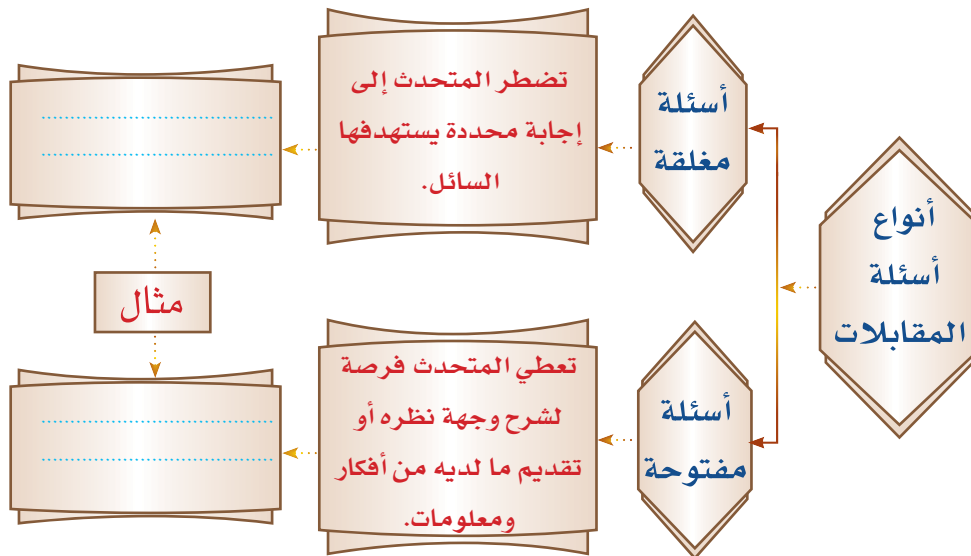 أنواع
أسئلة
المقابلات
أسئلة
مغلقة
تضطر المتحدث إلى
إجابة محددة يستهدفها
السائل.
أسئلة
مفتوحة
تعطي المتحدث فرصة
لشرح وجهة نظره أو
تقديم ما لديه من أفكار
ومعلومات.
مثال